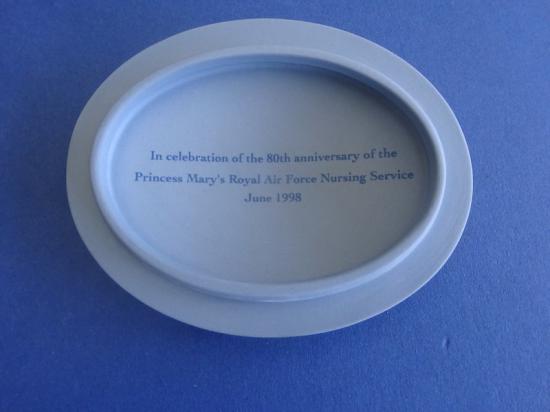 In celebration of the 80th anniversary of the
Princess Mary's Royal Air Force Nursing Service
June 1998